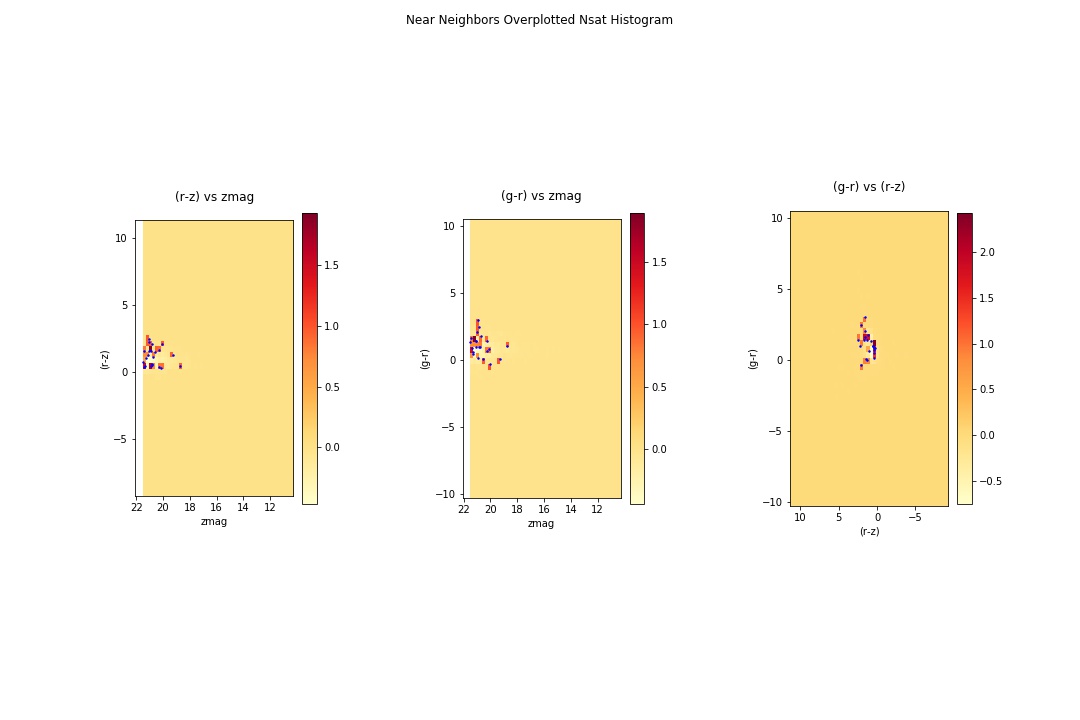 Near Neighbors Overplotted Nsat Histogram
(r-z) vs zmag
10
5
0
−5
(r-z)
22 20 18 16 14 12
zmag
1.5
1.0
0.5
0.0
(g-r) vs zmag
10
5
0
−5
−10
(g-r)
22 20 18 16 14 12
zmag
1.5
1.0
0.5
0.0
(g-r) vs (r-z)
10
5
0
−5
−10
(g-r)
10 5 0 −5
(r-z)
2.0
1.5
1.0
0.5
0.0
−0.5